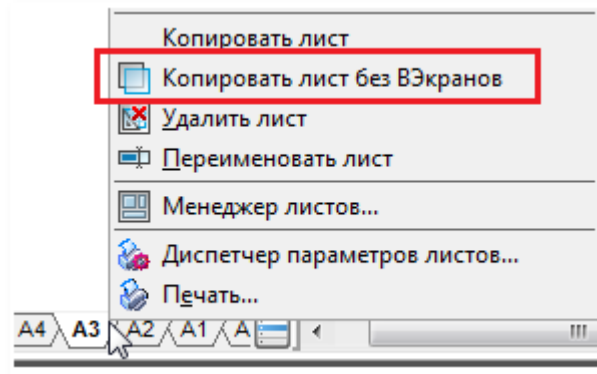 Копировать лист
Копировать лист без ВЭкранов
Удалить лист
Переименовать лист
Менеджер листов...
Диспетчер параметров листов...
Печать...
A4 A3 A2 A1 A